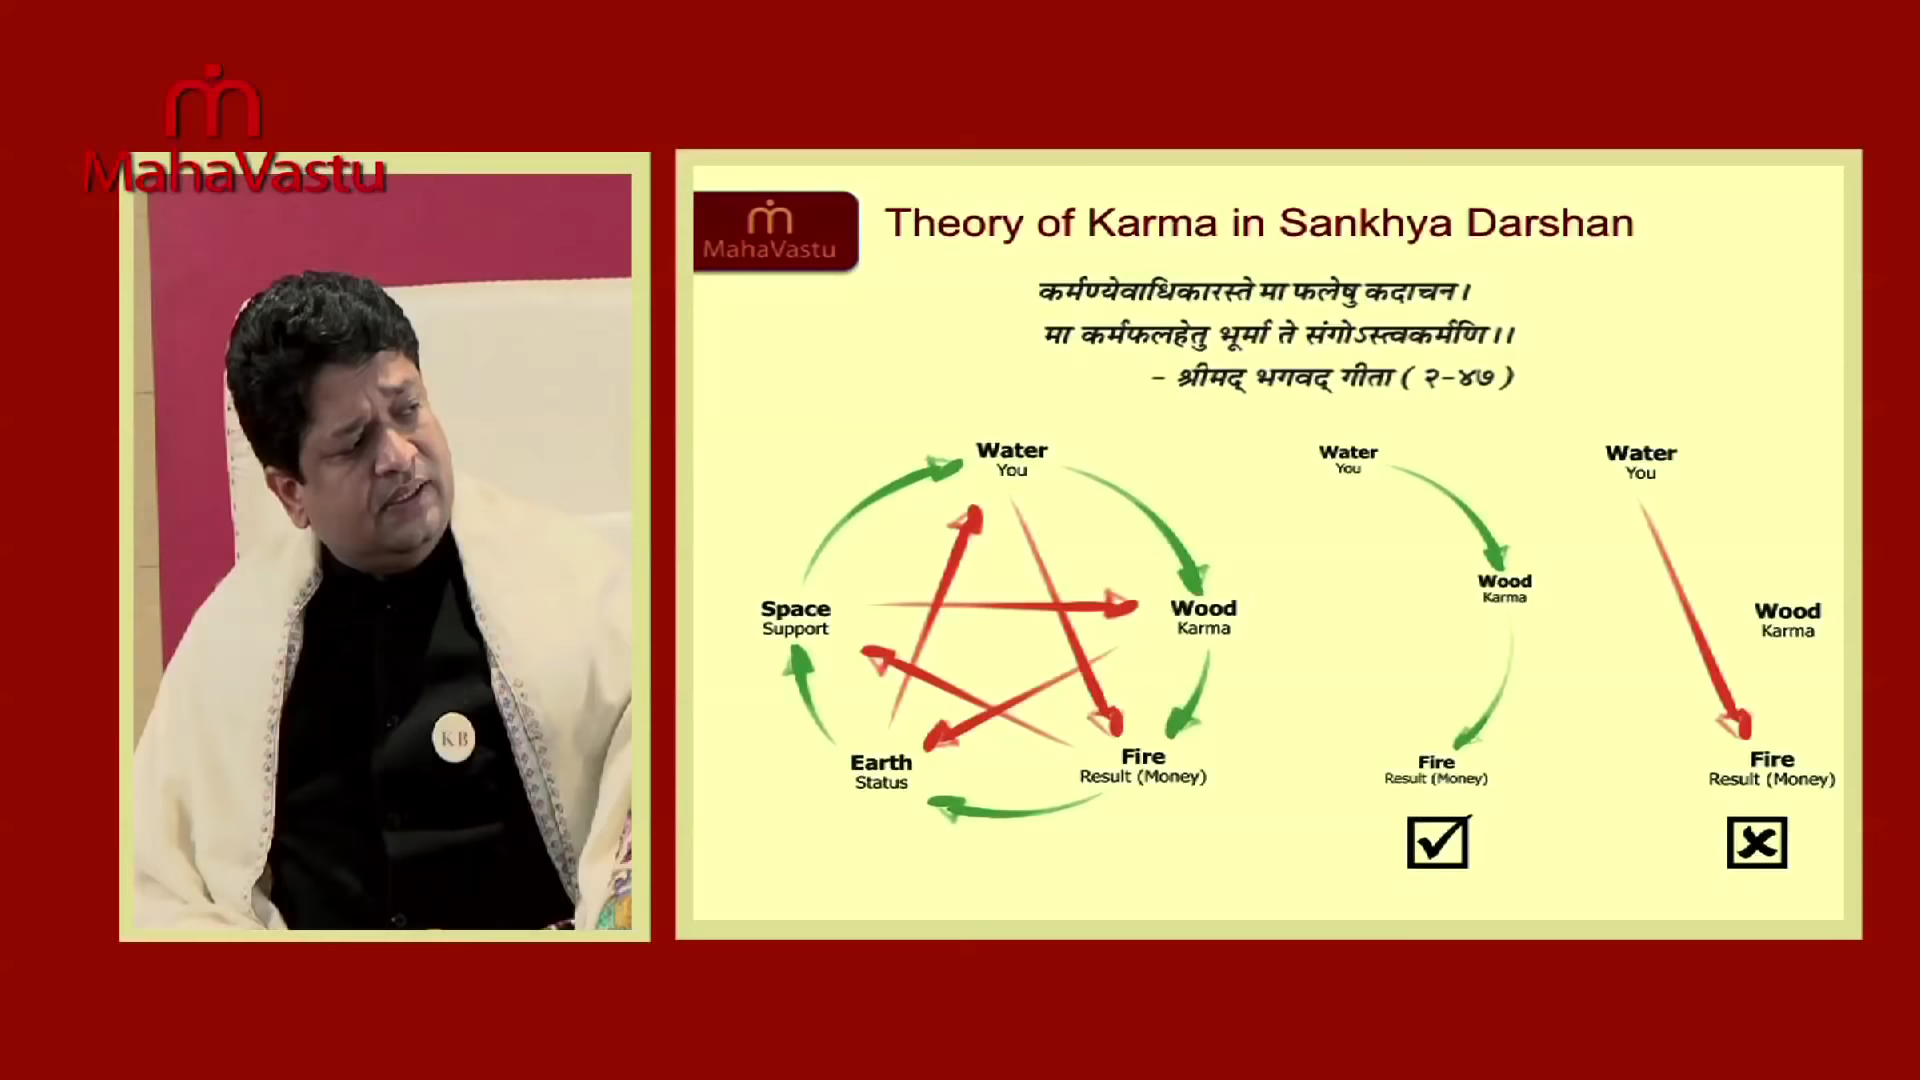 MahaVastu
KB
MahaVastu
Theory of Karma in Sankhya Darshan
कर्मण्येवाधिकारस्ते मा फलेषु कदाचन।
मा कर्मफलहेतु भूर्मा ते संगोऽस्त्वकर्मणि।।
- श्रीमद् भगवद् गीता ( २-४७ )
Water
You
Space
Support
Wood
Karma
Earth
Status
Fire
Result (Money)
Water
You
Wood
Karma
Fire
Result (Money)
Water
You
Wood
Karma
Fire
Result (Money)